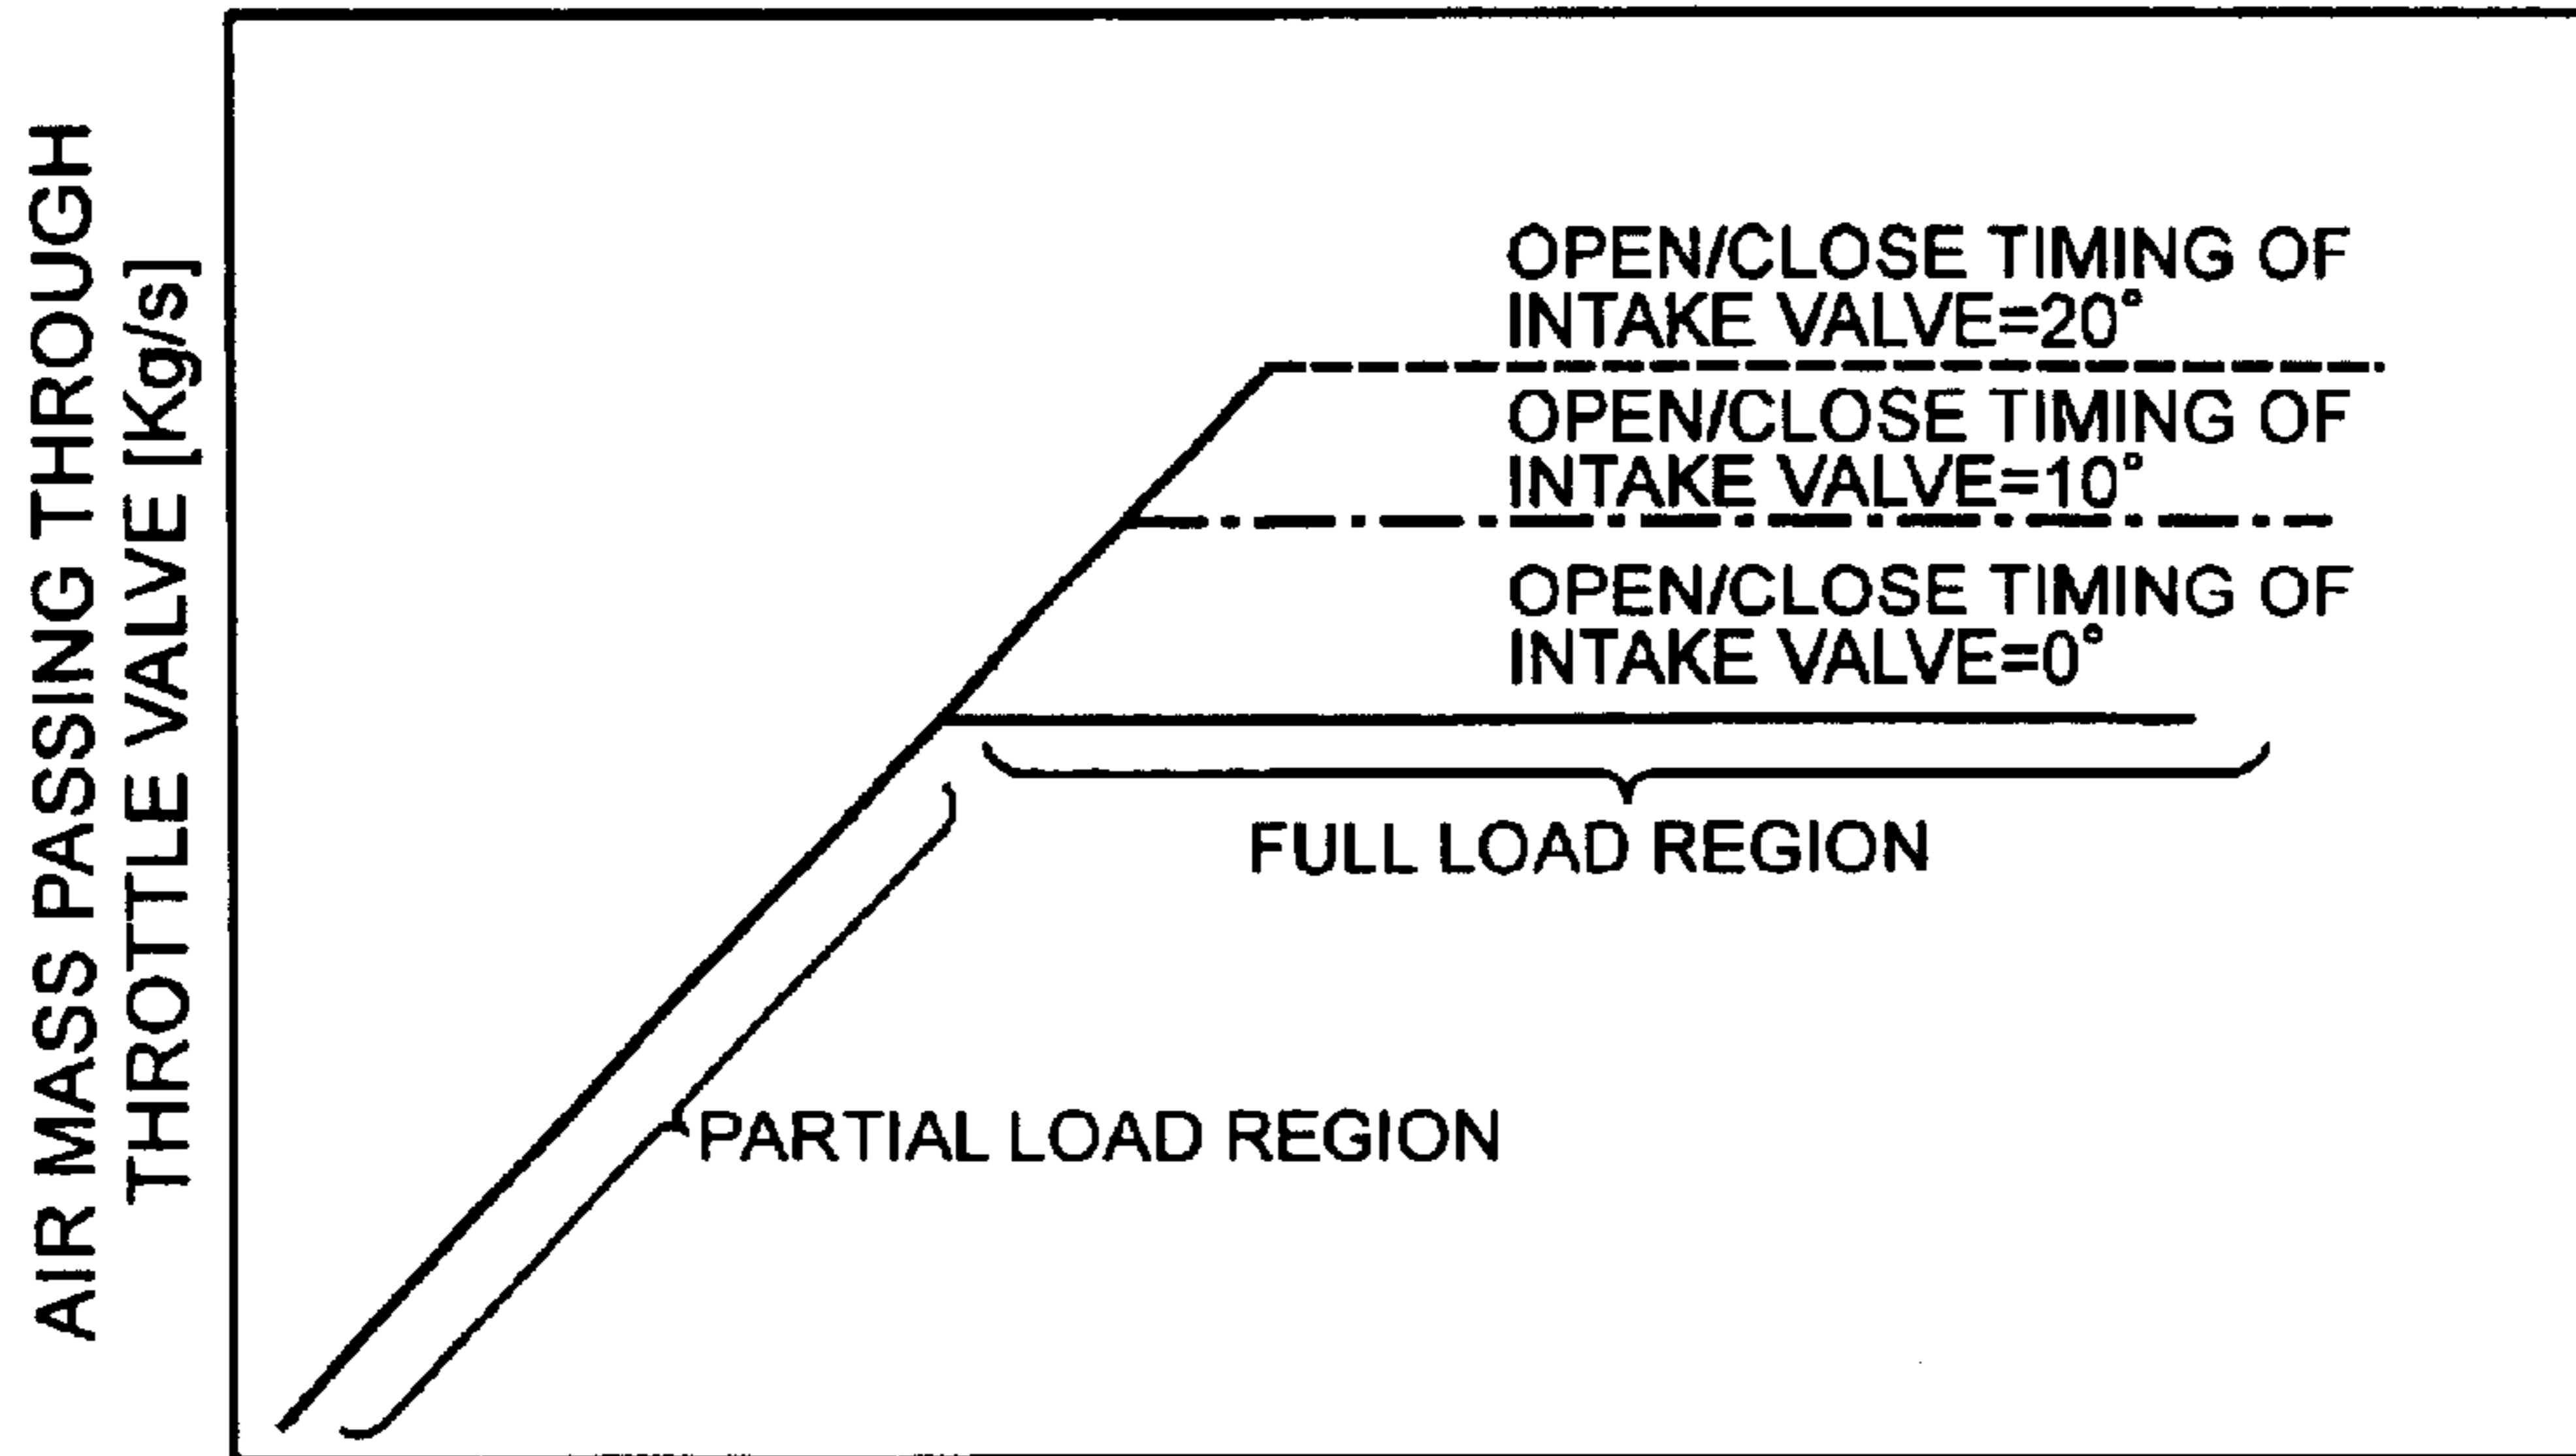 AIR MASS PASSING THROUGH
THROTTLE VALVE [Kg/s]
OPEN/CLOSE TIMING OF
INTAKE VALVE=20°
OPEN/CLOSE TIMING OF
INTAKE VALVE=10°
OPEN/CLOSE TIMING OF
INTAKE VALVE=0°
FULL LOAD REGION
PARTIAL LOAD REGION